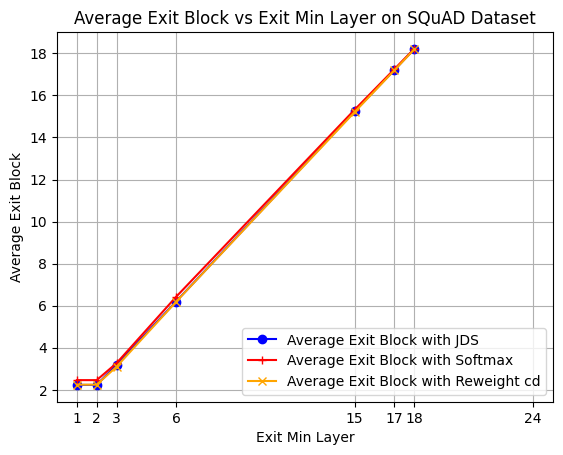 Average Exit Block vs Exit Min Layer on SQuAD Dataset
Average Exit Block
18
16
14
12
10
8
6
4
2
Average Exit Block with JDS
Average Exit Block with Softmax
Average Exit Block with Reweight cd
1 2 3 6 15 17 18 24
Exit Min Layer